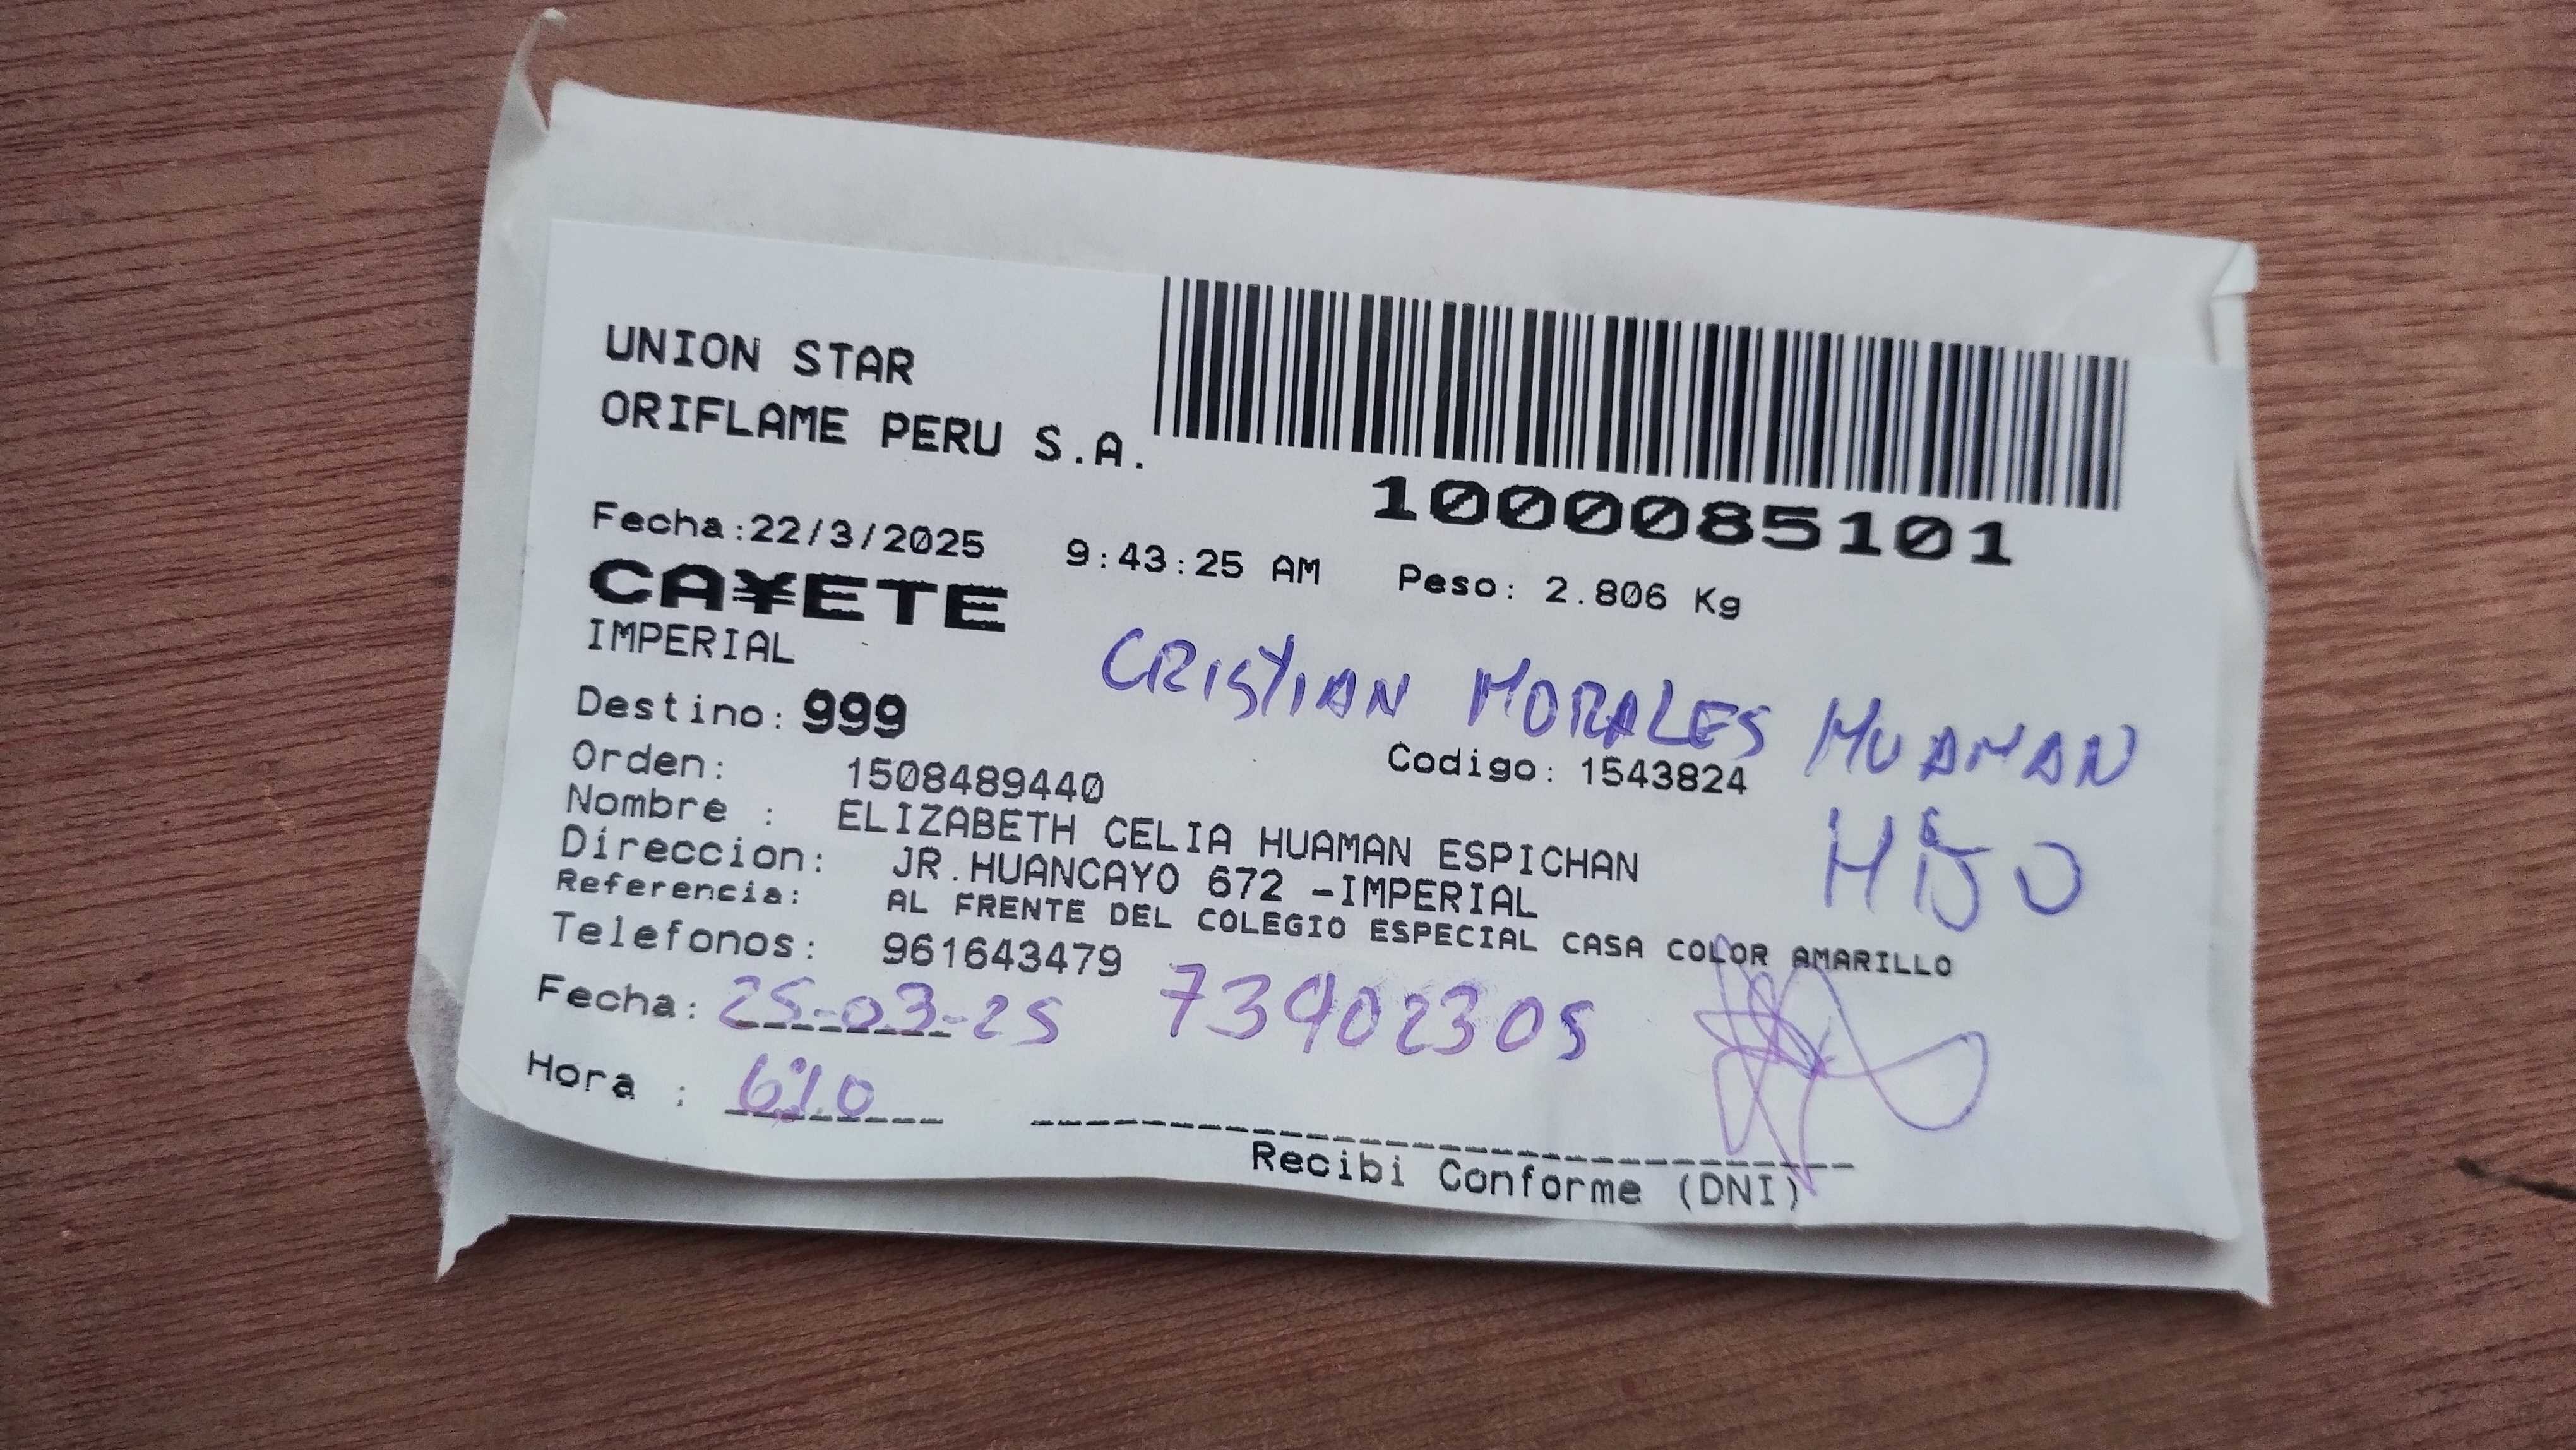 UNION STAR
ORIFLAME PERU S.A.
1000085101
Fecha:22/3/2025 9:43:25 AM Peso: 2.806 Kg
CA¥ETE
IMPERIAL
CRISTIAN MORALES HUAMAN
Destino: 999
Orden: 1508489440 Codigo: 1543824
Nombre : ELIZABETH CELIA HUAMAN ESPICHAN
HIJO
Direccion: JR.HUANCAYO 672 -IMPERIAL
Referencia: AL FRENTE DEL COLEGIO ESPECIAL CASA COLOR AMARILLO
Telefonos: 961643479
Fecha: 25-03-25 73902305
Hora : 6:10
Recibi Conforme (DNI)